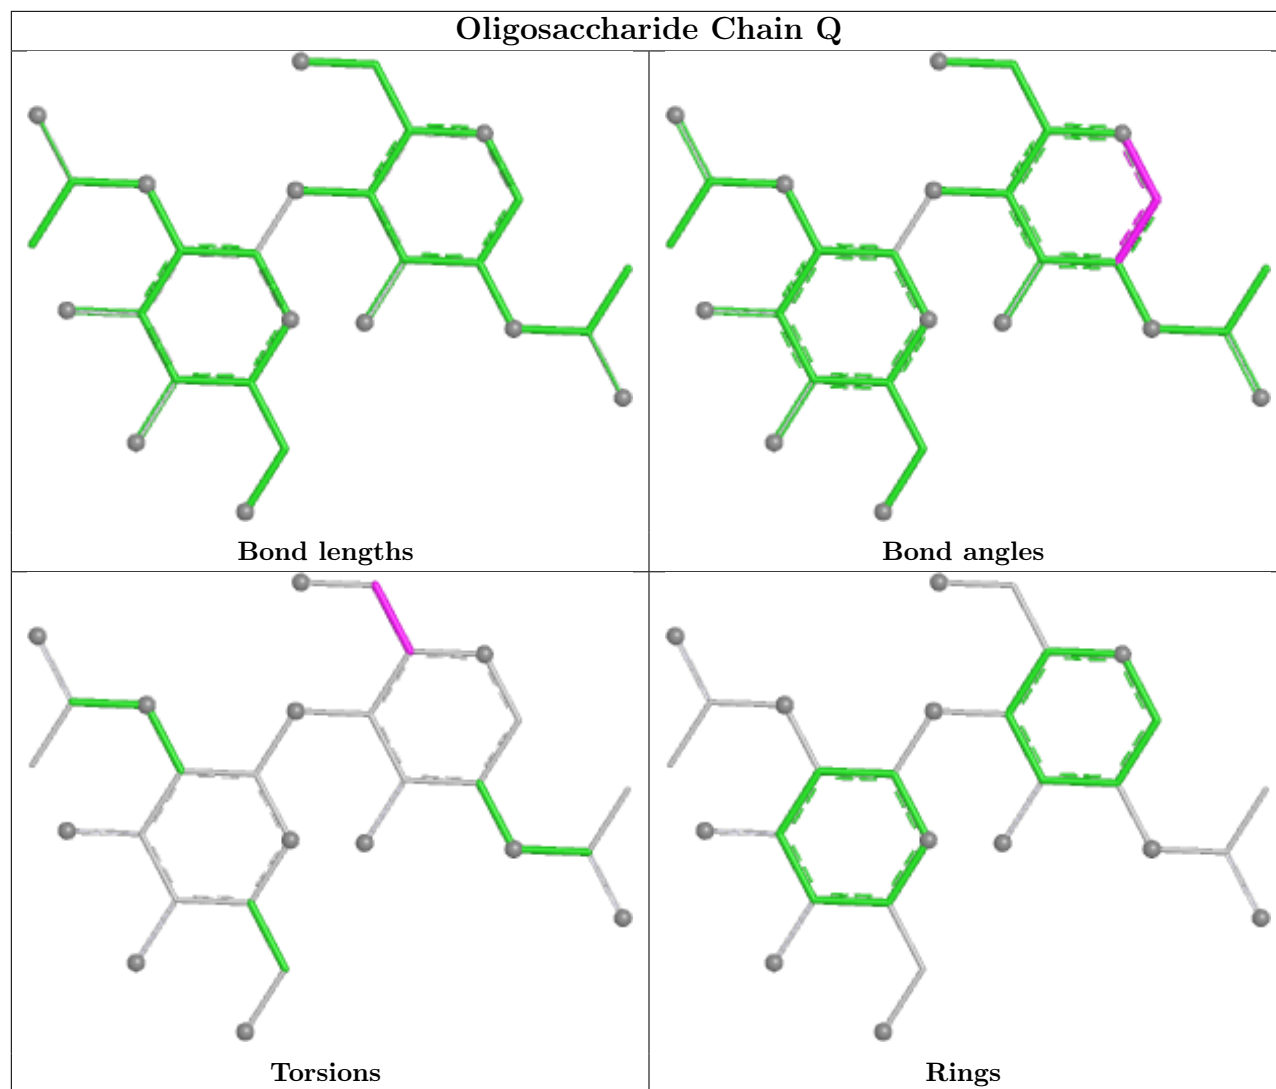 Oligosaccharide Chain Q
Bond lengths
Bond angles
Torsions
Rings